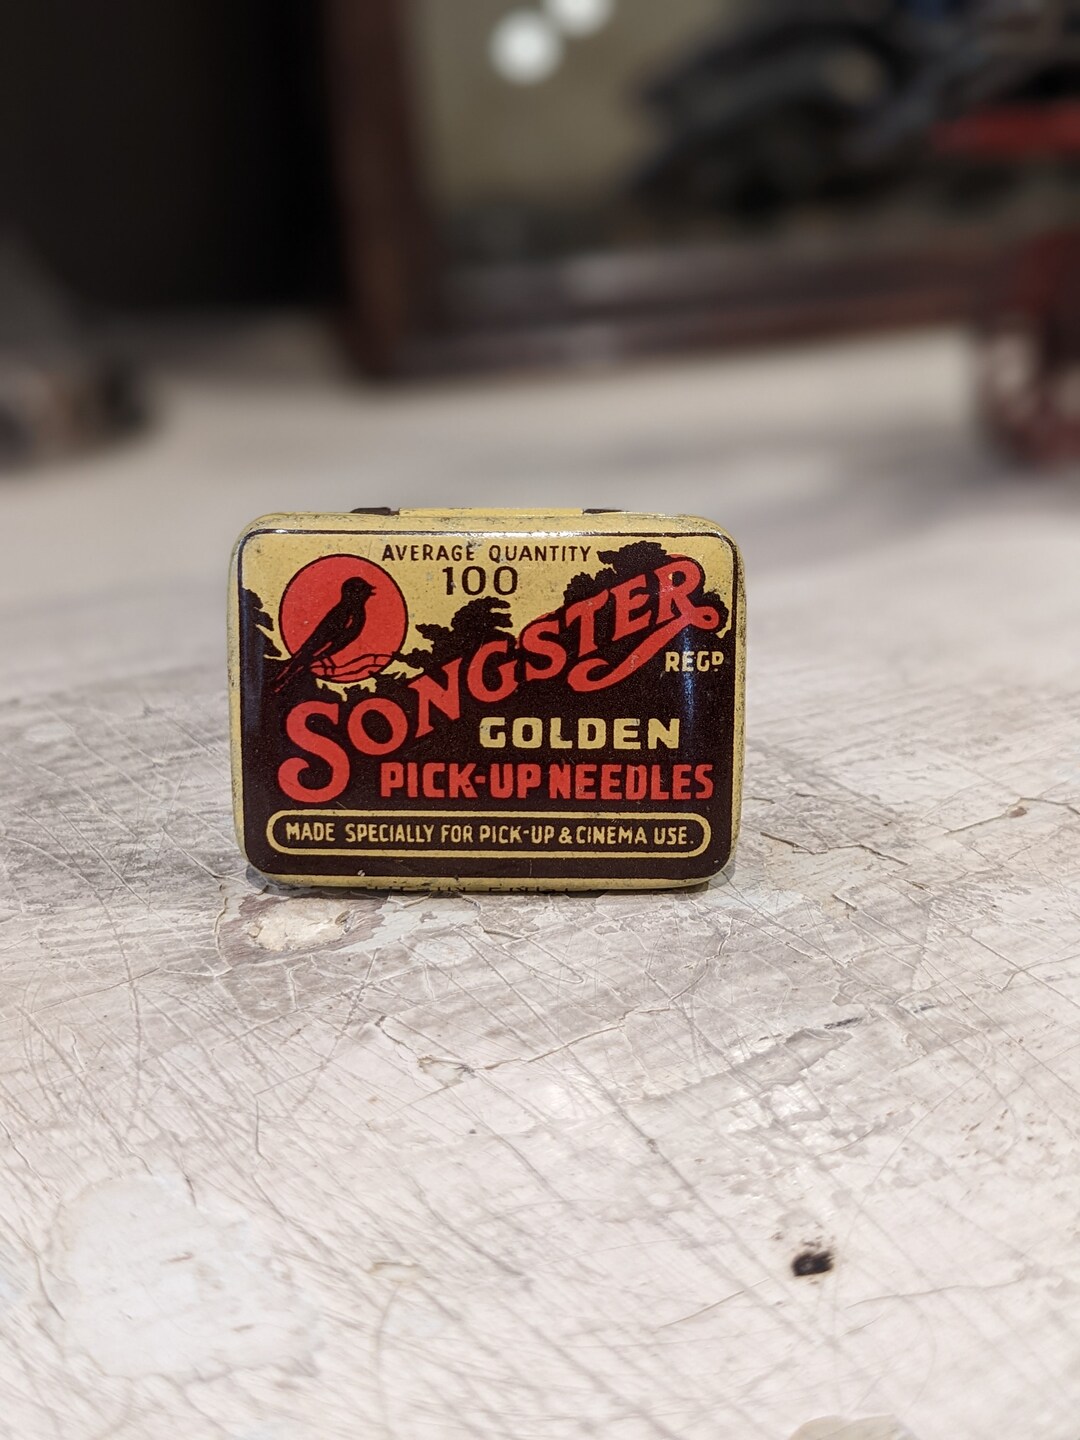 AVERAGE QUANTITY
100
SONGSTER
REGD
GOLDEN
PICK-UP NEEDLES
MADE SPECIALLY FOR PICK-UP & CINEMA USE.